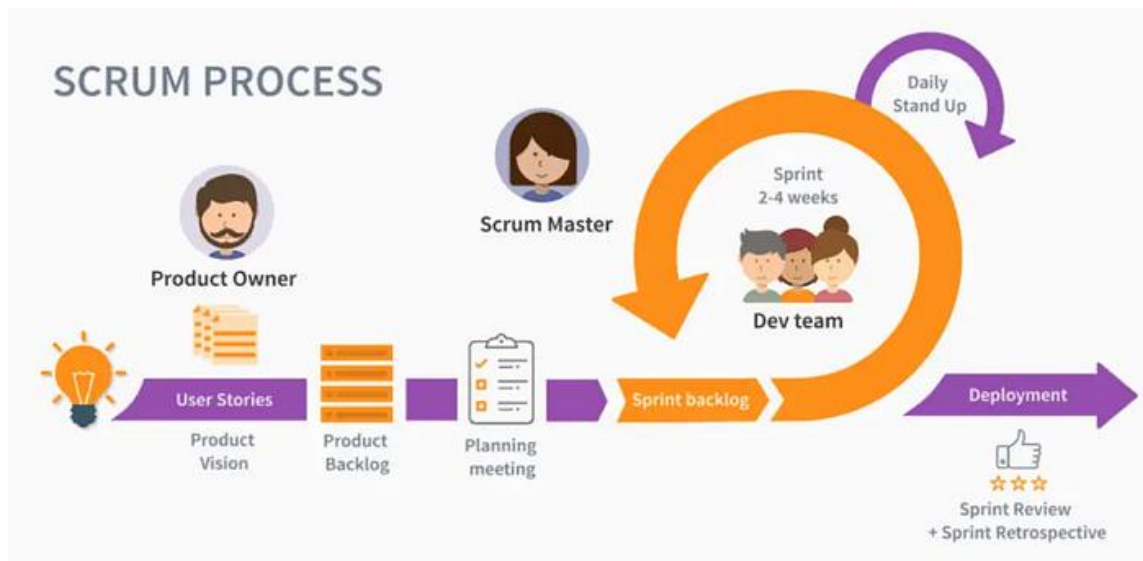 SCRUM PROCESS
Daily
Stand Up
Sprint
2-4 weeks
Scrum Master
Product Owner
Dev team
User Stories
Sprint backlog
Deployment
Product
Vision
Product
Backlog
Planning
meeting
Sprint Review
+ Sprint Retrospective